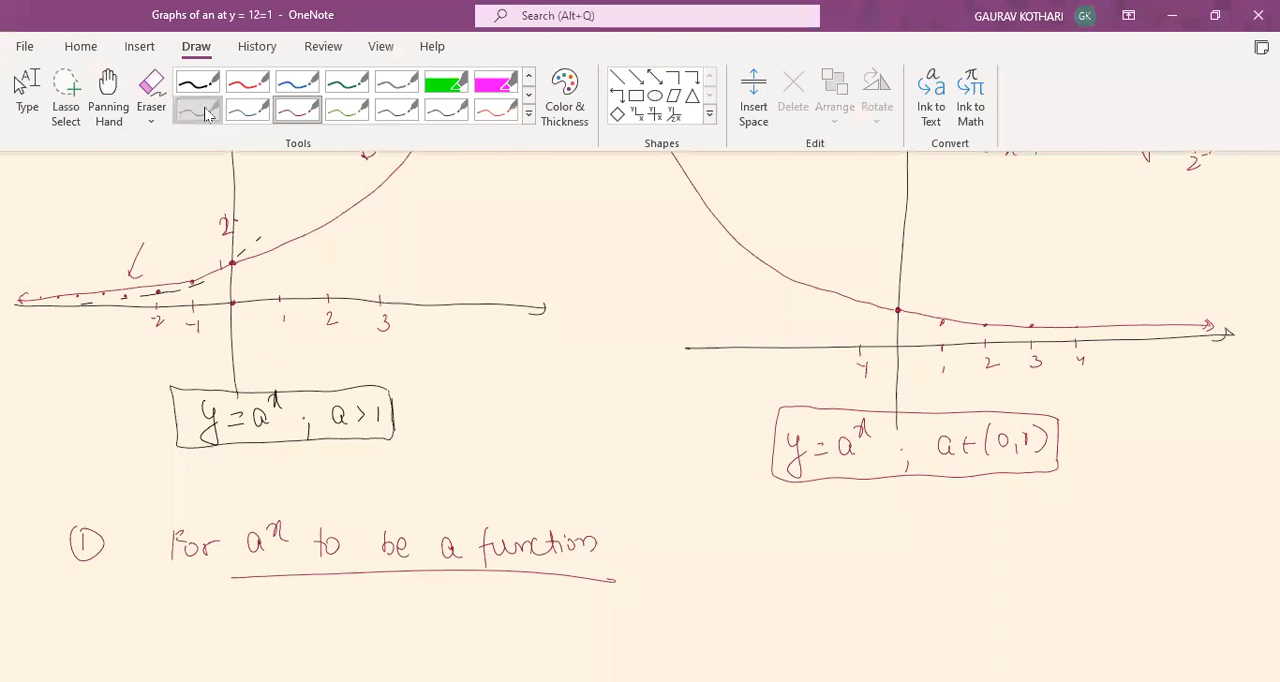 Graphs of an at y = 12=1 - OneNote
Search (Alt+Q)
GAURAV KOTHARI GK
File Home Insert Draw History Review View Help
Type
Lasso Select
Panning Hand
Eraser
Color & Thickness
Insert Space
Delete
Arrange
Rotate
Ink to Text
Ink to Math
Tools
Shapes
Edit
Convert
2
1
-2 -1 1 2 3
y = a^x ; a > 1
-1 1 2 3 4
y = a^x ; a ∈ (0, 1)
① For a^x to be a function